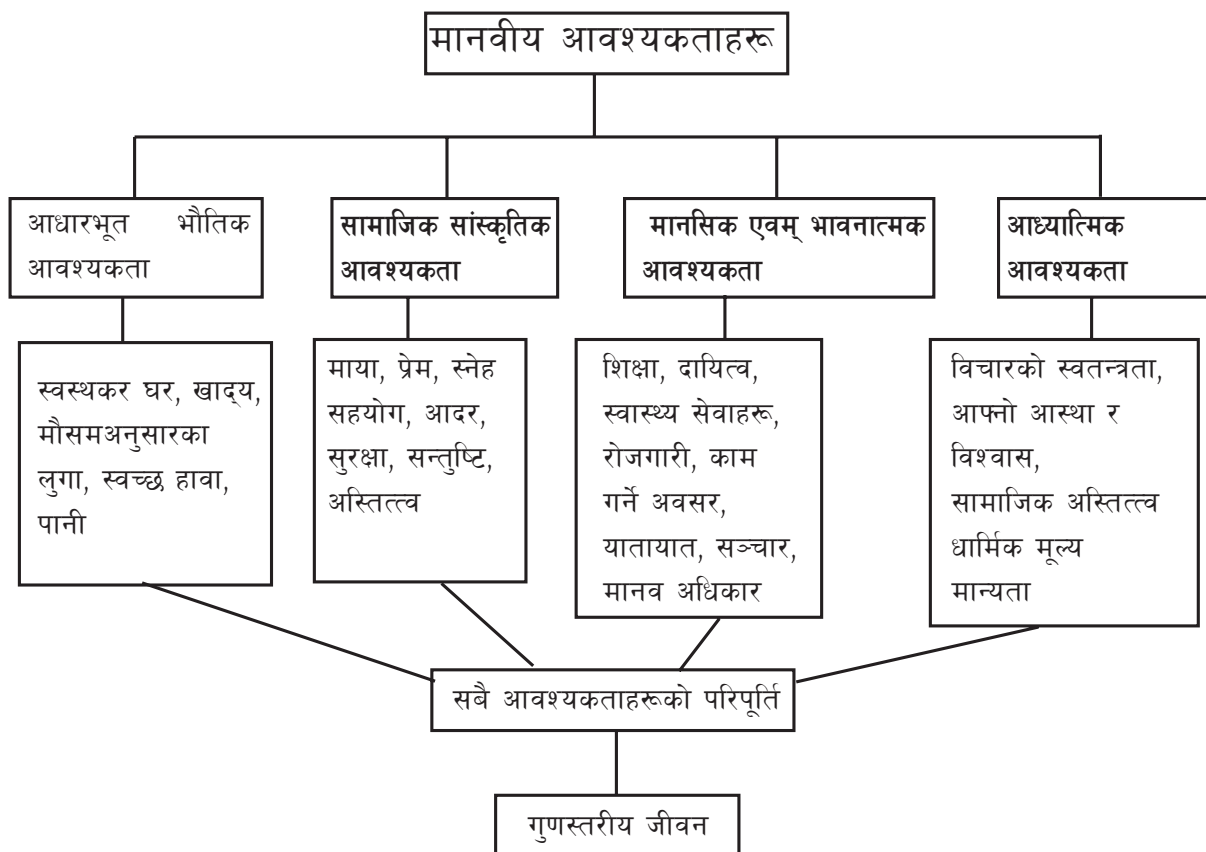 मानवीय आवश्यकताहरू
आधारभूत भौतिक
आवश्यकता
सामाजिक सांस्कृतिक
आवश्यकता
मानसिक एवम् भावनात्मक
आवश्यकता
आध्यात्मिक
आवश्यकता
स्वस्थकर घर, खाद्य,
मौसमअनुसारका
लुगा, स्वच्छ हावा,
पानी
माया, प्रेम, स्नेह
सहयोग, आदर,
सुरक्षा, सन्तुष्टि,
अस्तित्त्व
शिक्षा, दायित्व,
स्वास्थ्य सेवाहरू,
रोजगारी, काम
गर्ने अवसर,
यातायात, सञ्चार,
मानव अधिकार
विचारको स्वतन्त्रता,
आफ्नो आस्था र
विश्वास,
सामाजिक अस्तित्त्व
धार्मिक मूल्य
मान्यता
सबै आवश्यकताहरूको परिपूर्ति
गुणस्तरीय जीवन